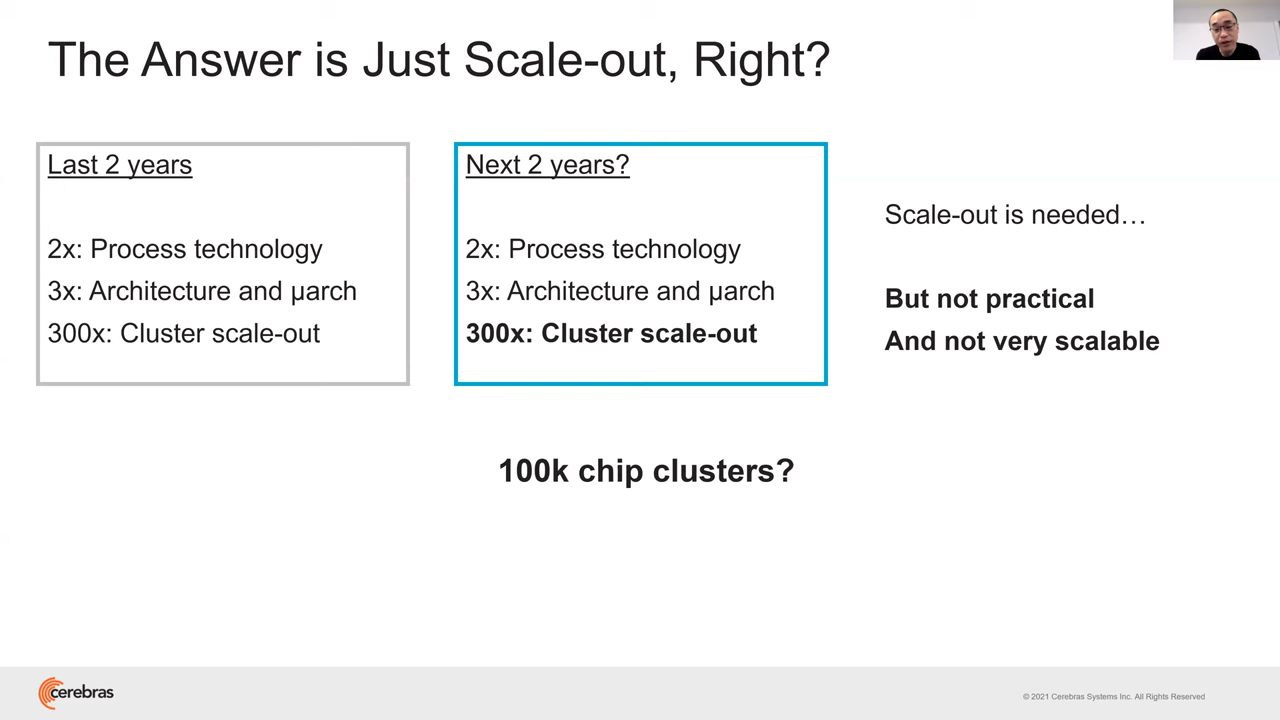 The Answer is Just Scale-out, Right?
Last 2 years
2x: Process technology
3x: Architecture and µarch
300x: Cluster scale-out
Next 2 years?
2x: Process technology
3x: Architecture and µarch
300x: Cluster scale-out
Scale-out is needed…
But not practical
And not very scalable
100k chip clusters?
cerebras
© 2021 Cerebras Systems Inc. All Rights Reserved